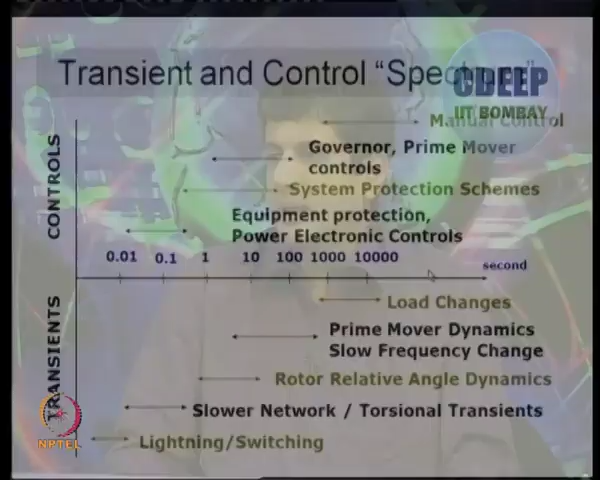 Transient and Control "Spectrum"
CDEEP
IIT BOMBAY
Manual Control
Governor, Prime Mover
controls
System Protection Schemes
Equipment protection,
Power Electronic Controls
CONTROLS
0.01 0.1 1 10 100 1000 10000
second
Load Changes
Prime Mover Dynamics
Slow Frequency Change
Rotor Relative Angle Dynamics
Slower Network / Torsional Transients
Lightning/Switching
TRANSIENTS
NPTEL